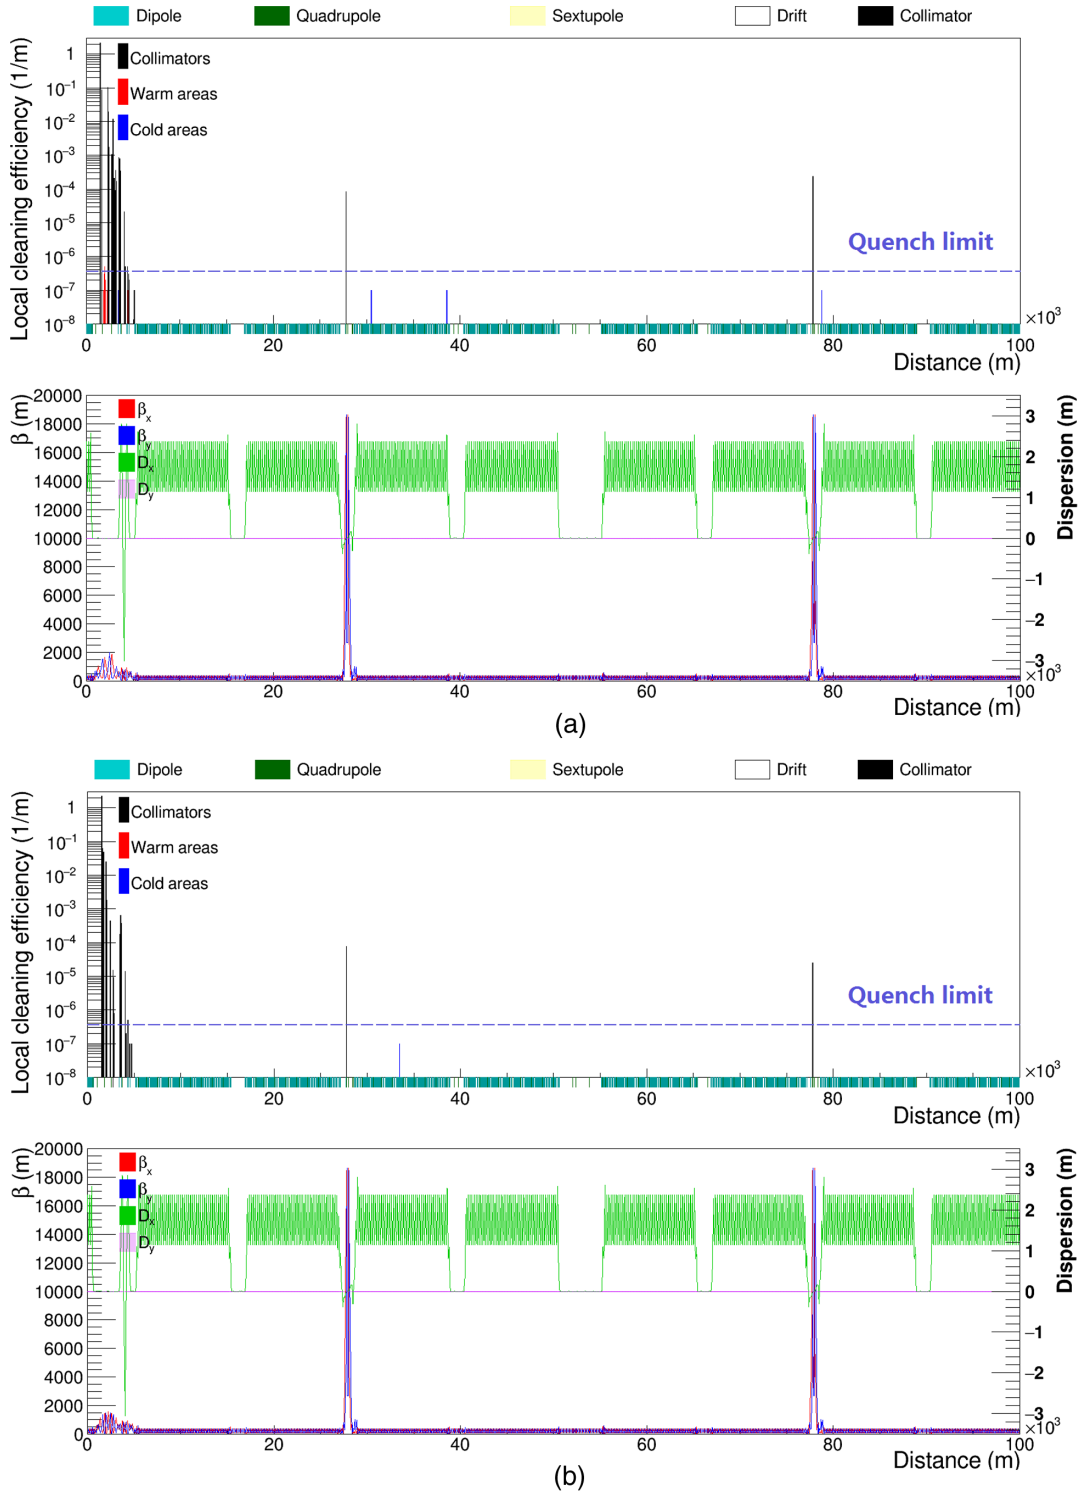 Dipole Quadrupole Sextupole Drift Collimator
Local cleaning efficiency (1/m)
1
10⁻¹
10⁻²
10⁻³
10⁻⁴
10⁻⁵
10⁻⁶
10⁻⁷
10⁻⁸
Collimators
Warm areas
Cold areas
Quench limit
0 20 40 60 80 100
×10³
Distance (m)
β (m)
20000
18000
16000
14000
12000
10000
8000
6000
4000
2000
0
βx
βy
Dx
Dy
3
2
1
0
−1
−2
−3
Dispersion (m)
0 20 40 60 80 100
×10³
Distance (m)
(a)
Dipole Quadrupole Sextupole Drift Collimator
Local cleaning efficiency (1/m)
1
10⁻¹
10⁻²
10⁻³
10⁻⁴
10⁻⁵
10⁻⁶
10⁻⁷
10⁻⁸
Collimators
Warm areas
Cold areas
Quench limit
0 20 40 60 80 100
×10³
Distance (m)
β (m)
20000
18000
16000
14000
12000
10000
8000
6000
4000
2000
0
βx
βy
Dx
Dy
3
2
1
0
−1
−2
−3
Dispersion (m)
0 20 40 60 80 100
×10³
Distance (m)
(b)